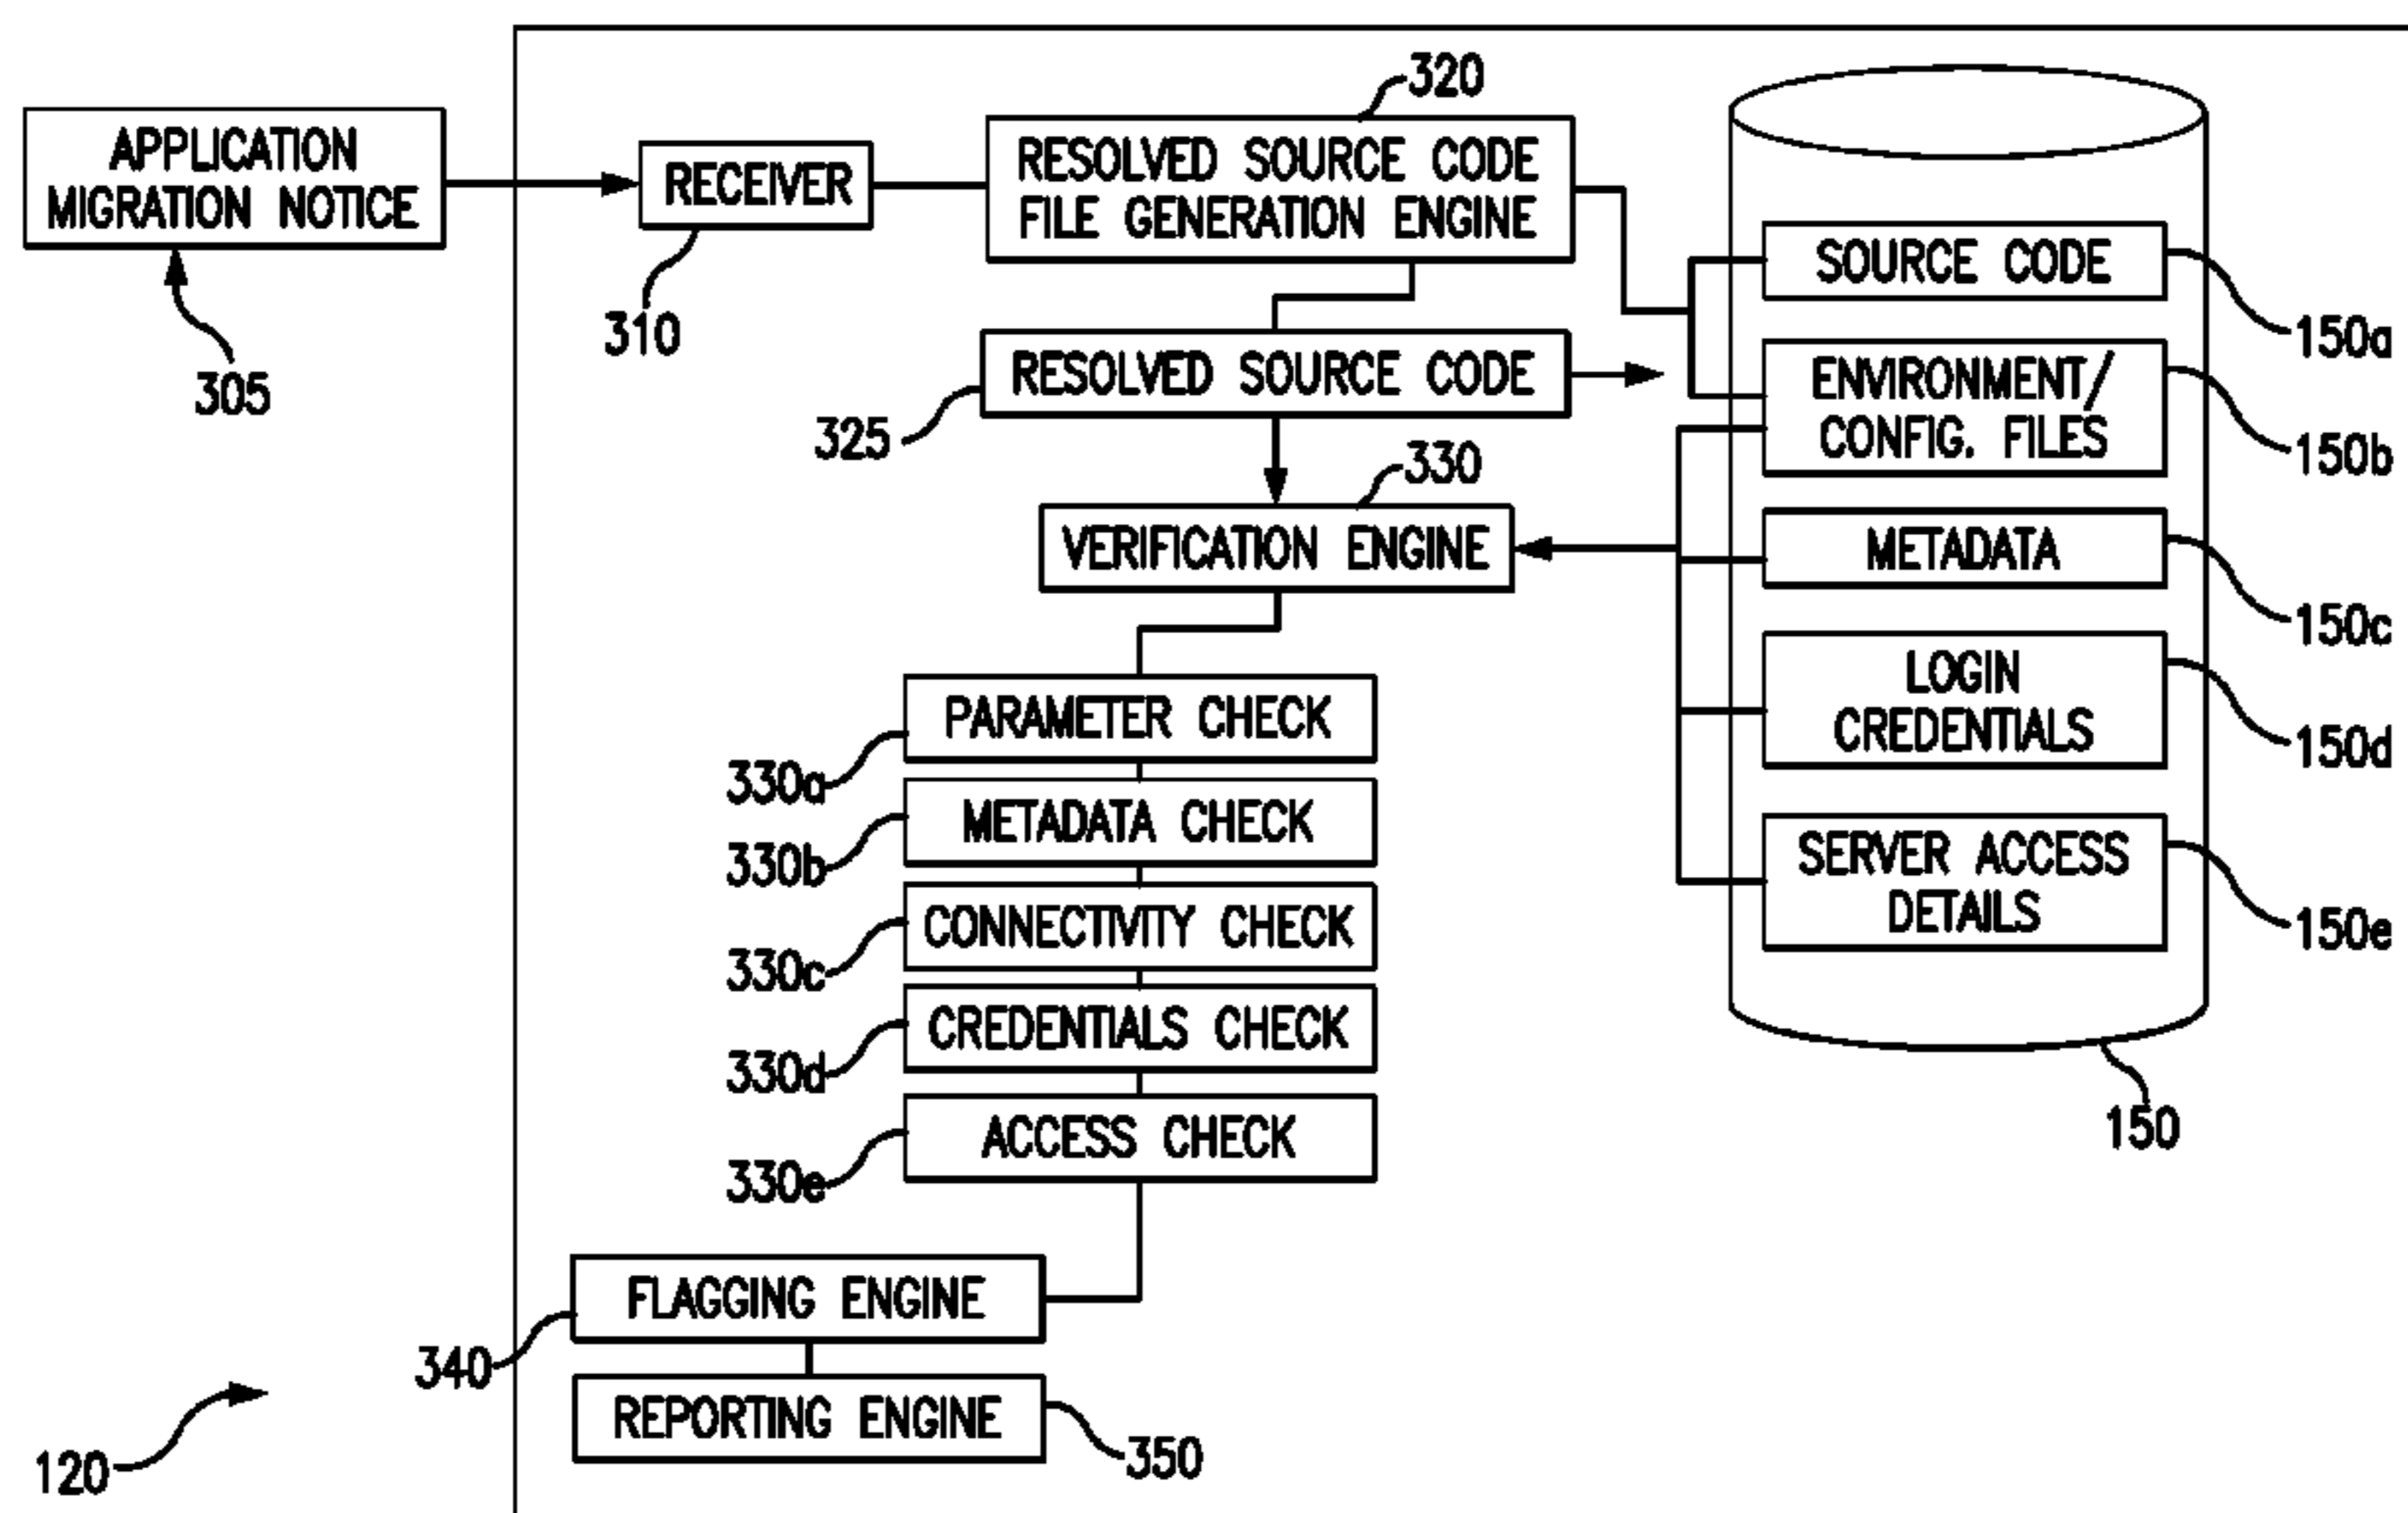 320
APPLICATION
MIGRATION NOTICE
RECEIVER
RESOLVED SOURCE CODE
FILE GENERATION ENGINE
SOURCE CODE
310
150a
305
RESOLVED SOURCE CODE
ENVIRONMENT/
CONFIG. FILES
325
330
150b
VERIFICATION ENGINE
METADATA
150c
LOGIN
CREDENTIALS
PARAMETER CHECK
150d
330a
METADATA CHECK
330b
SERVER ACCESS
DETAILS
CONNECTIVITY CHECK
150e
330c
CREDENTIALS CHECK
330d
150
ACCESS CHECK
330e
FLAGGING ENGINE
340
REPORTING ENGINE
350
120